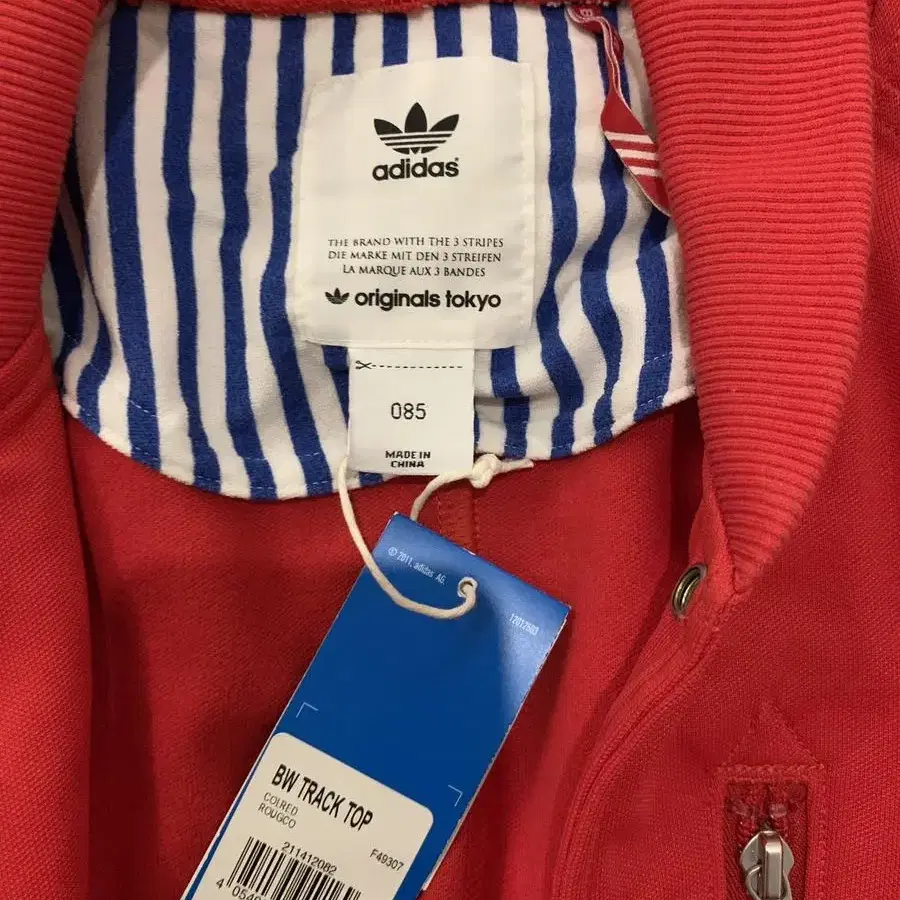 adidas
THE BRAND WITH THE 3 STRIPES
DIE MARKE MIT DEN 3 STREIFEN
LA MARQUE AUX 3 BANDES
originals tokyo
085
MADE IN
CHINA
© 2011, adidas AG.
12012603
BW TRACK TOP
COLRED
ROUGCO
F49307
211412082